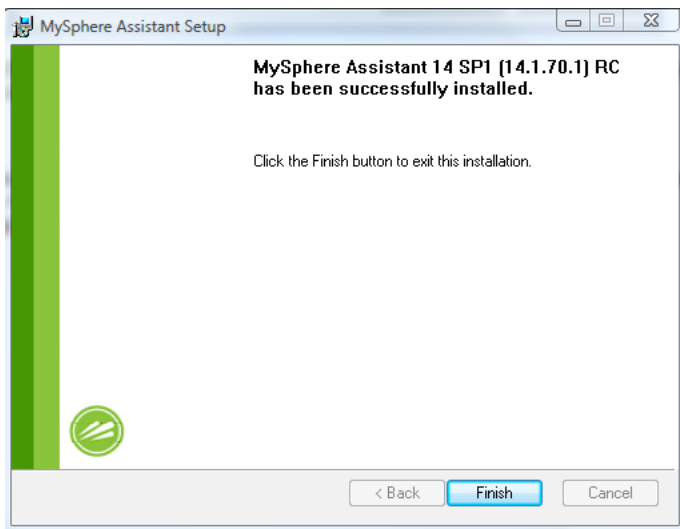 MySphere Assistant Setup
MySphere Assistant 14 SP1 (14.1.70.1) RC
has been successfully installed.
Click the Finish button to exit this installation.
< Back
Finish
Cancel